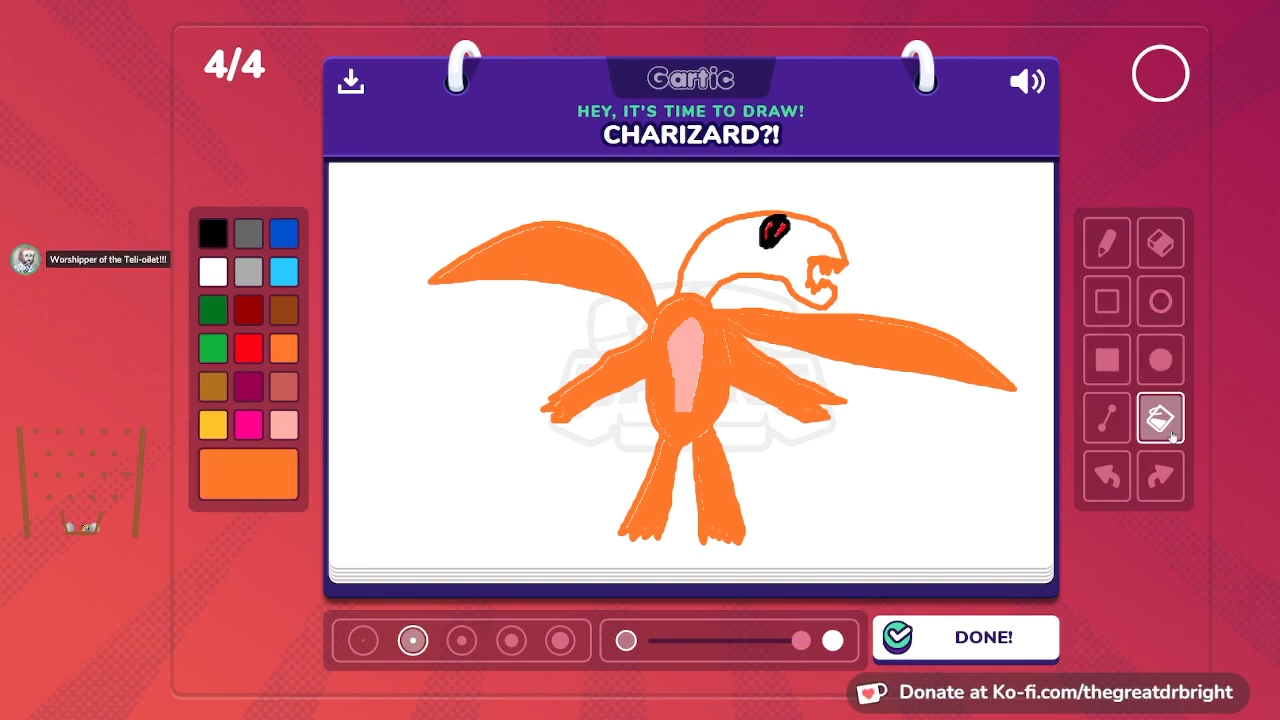 4/4
Gartic
HEY, IT'S TIME TO DRAW!
CHARIZARD?!
Worshipper of the Teli-oilet!!!
DONE!
Donate at Ko-fi.com/thegreatdrbright